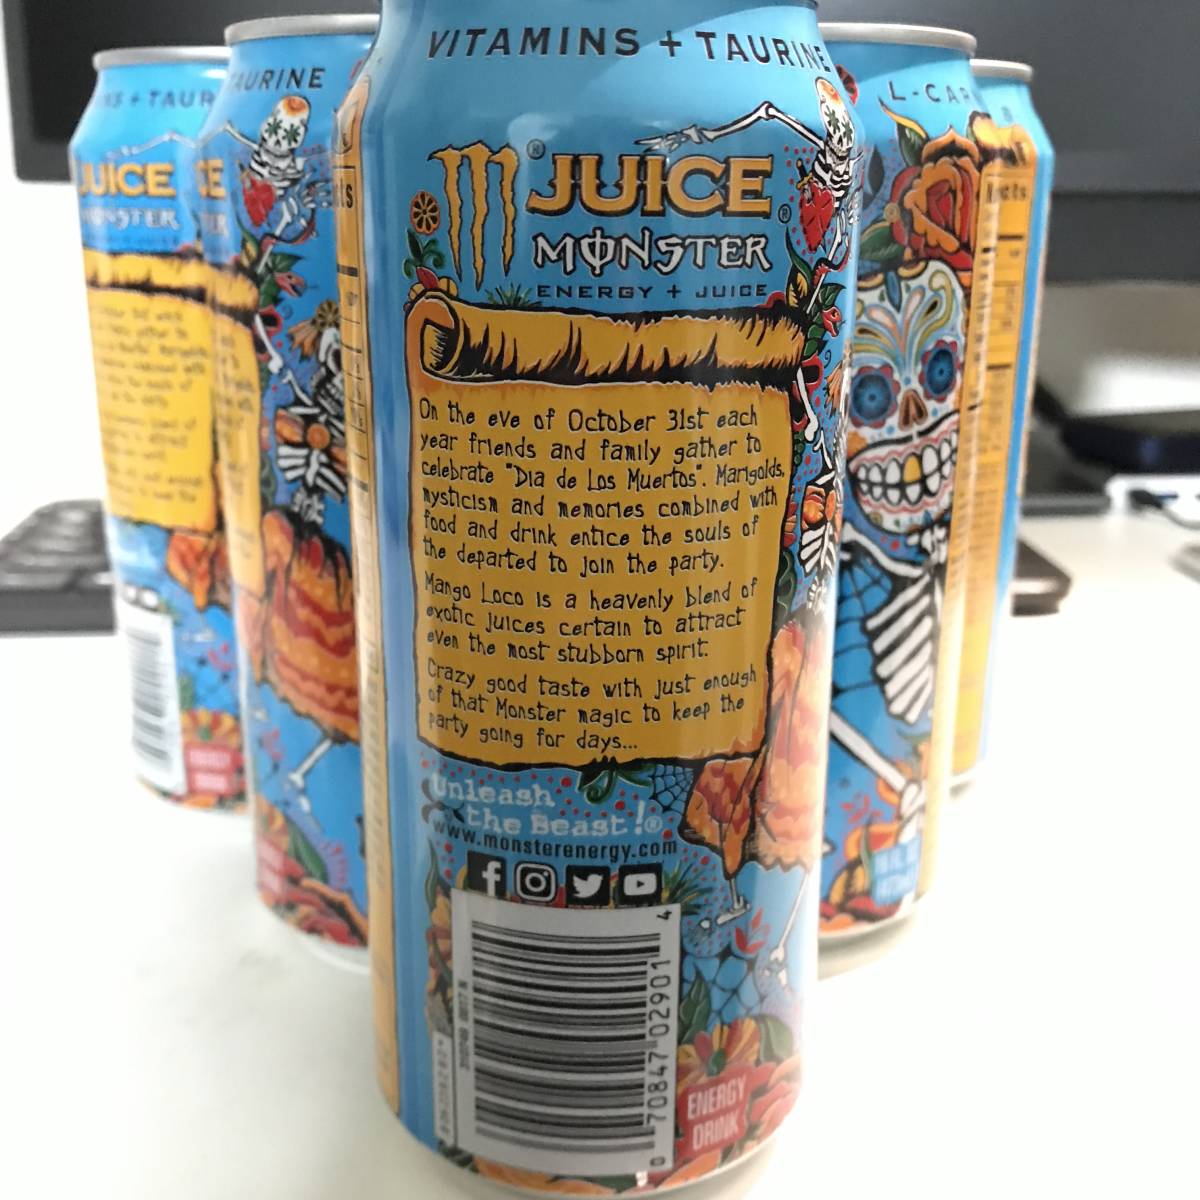 VITAMINS + TAURINE
JUICE
MONSTER
ENERGY + JUICE
On the eve of October 31st each
year friends and family gather to
celebrate "Dia de Los Muertos". Marigolds,
mysticism and memories combined with
food and drink entice the souls of
the departed to join the party.
Mango Loco is a heavenly blend of
exotic juices certain to attract
even the most stubborn spirit.
Crazy good taste with just enough
of that Monster magic to keep the
party going for days...
Unleash
the Beast!®
www.monsterenergy.com
0 70847 02901 4
ENERGY
DRINK
TAURINE
JUICE
MONSTER
L-CAR